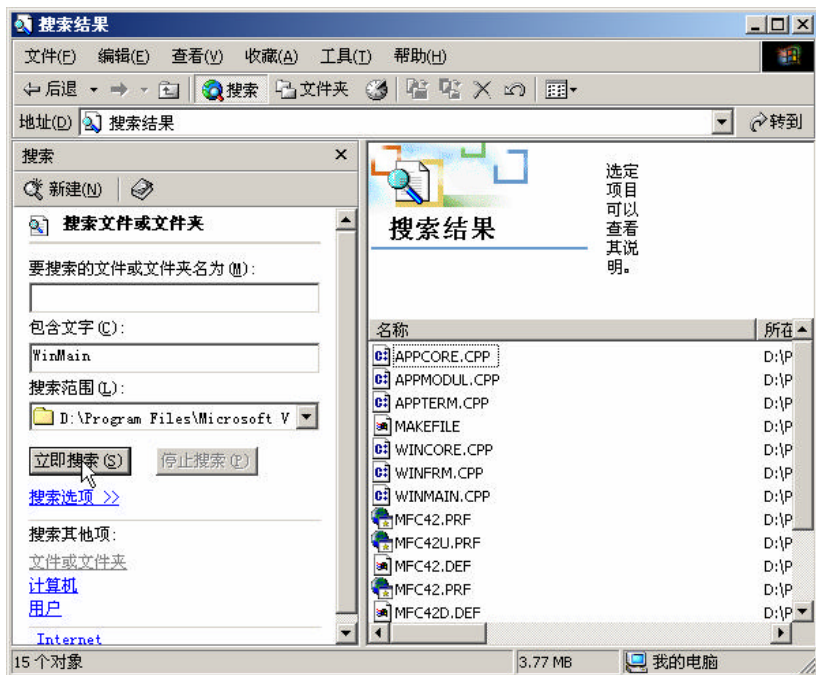 搜索结果
文件(F) 编辑(E) 查看(V) 收藏(A) 工具(T) 帮助(H)
后退 搜索 文件夹
地址(D) 搜索结果 转到
搜索
新建(N)
搜索文件或文件夹
要搜索的文件或文件夹名为(M):
包含文字(C):
WinMain
搜索范围(L):
D:\Program Files\Microsoft V
立即搜索(S) 停止搜索(P)
搜索选项 >>
搜索其他项:
文件或文件夹
计算机
用户
Internet
搜索结果
选定
项目
可以
查看
其说
明。
名称 所在
APPCORE.CPP D:\P
APPMODUL.CPP D:\P
APPTERM.CPP D:\P
MAKEFILE D:\P
WINCORE.CPP D:\P
WINFRM.CPP D:\P
WINMAIN.CPP D:\P
MFC42.PRF D:\P
MFC42U.PRF D:\P
MFC42.DEF D:\P
MFC42.PRF D:\P
MFC42D.DEF D:\P
15 个对象 3.77 MB 我的电脑